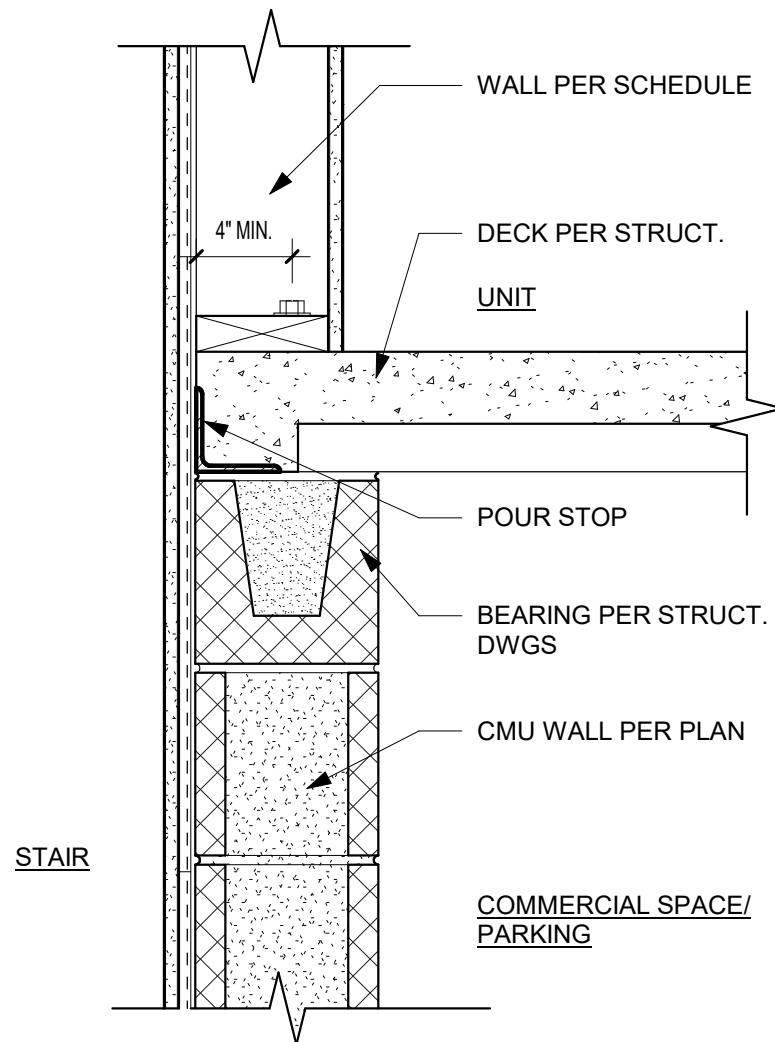 WALL PER SCHEDULE
4" MIN.
DECK PER STRUCT.
UNIT
POUR STOP
BEARING PER STRUCT.
DWGS
CMU WALL PER PLAN
STAIR
COMMERCIAL SPACE/
PARKING